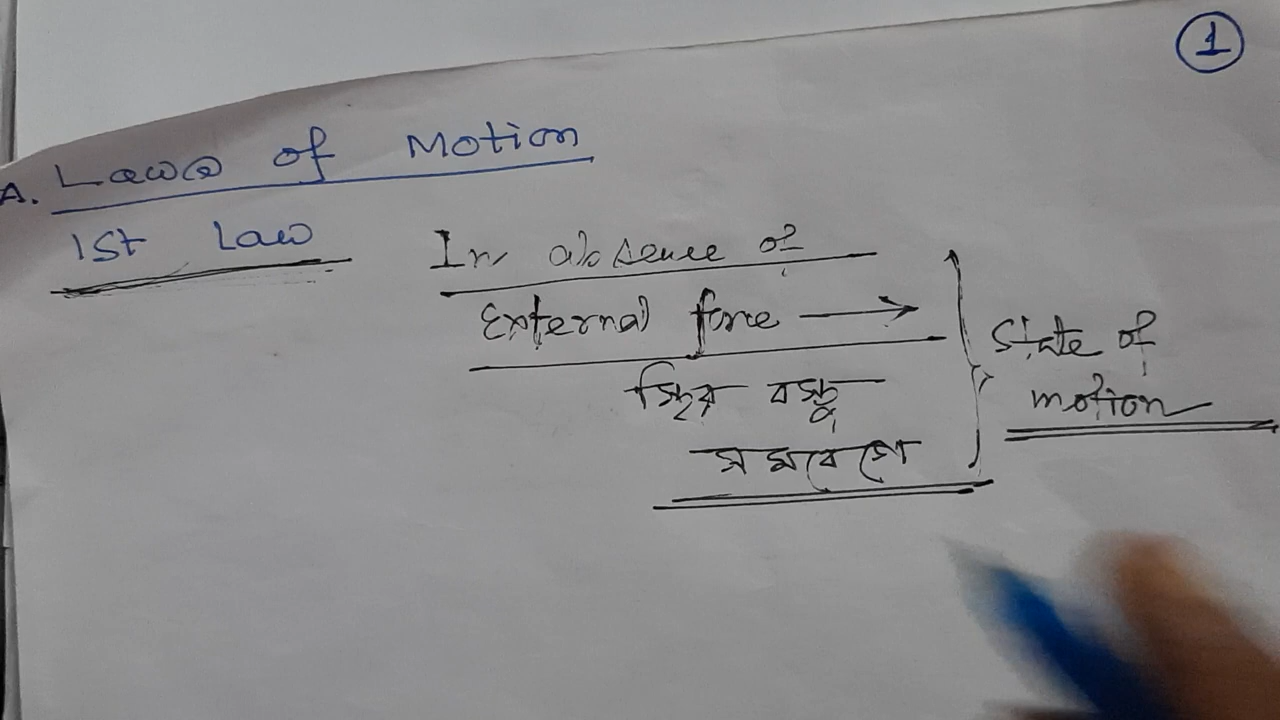 1
A. Laws of Motion
1st Law
In absence of
External force →
স্থির বস্তু
সমবেগে
State of
motion